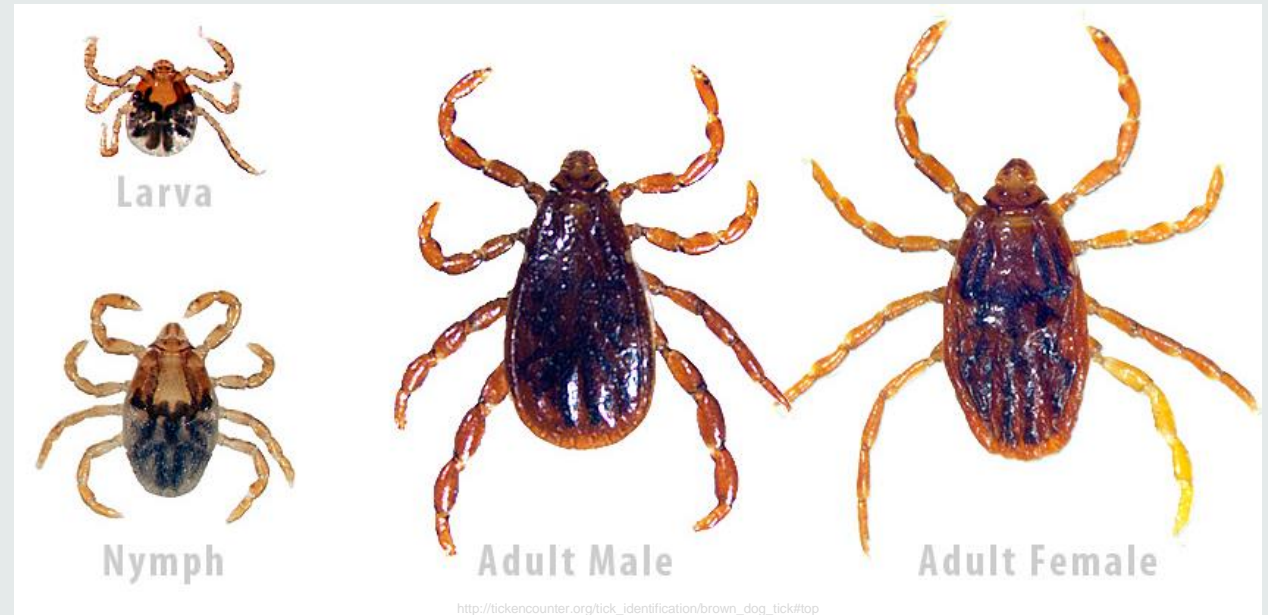 Larva
Nymph
Adult Male
Adult Female
http://tickencounter.org/tick_identification/brown_dog_tick#top